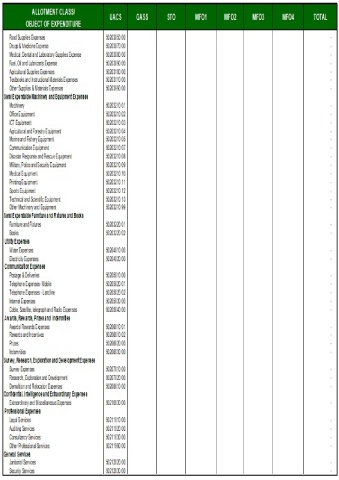 ALLOTMENT CLASS/ OBJECT OF EXPENDITURE UACS GASS STO MFO1 MFO2 MFO3 MFO4 TOTAL
Food Supplies Expenses 50203050 00 -
Drugs & Medicine Expense 50203070 00 -
Medical, Dental and Laboratory Supplies Expense 50203080 00 -
Fuel, Oil and Lubricants Expense 50203090 00 -
Agricultural Supplies Expenses 50203100 00 -
Textbooks and Instructional Materials Expenses 50203110 00 -
Other Supplies & Materials Expenses 50203990 00 -
Semi Expendable Machinery and Equipment Expenses
Machinery 50203210 01 -
Office Equipment 50203210 02 -
ICT Equipment 50203210 03 -
Agricultural and Forestry Equipment 50203210 04 -
Marine and Fishery Equipment 50203210 05 -
Communication Equipment 50203210 07 -
Disaster Response and Rescue Equipment 50203210 08 -
Military, Police and Security Equipment 50203210 09 -
Medical Equipment 50203210 10 -
Printing Equipment 50203210 11 -
Sports Equipment 50203210 12 -
Technical and Scientific Equipment 50203210 13 -
Other Machinery and Equipment 50203210 99 -
Semi Expendable Furniture and Fixtures and Books
Furniture and Fixtures 50203220 01 -
Books 50203220 02 -
Utility Expenses
Water Expenses 50204010 00 -
Electricity Expenses 50204020 00 -
Communication Expenses
Postage & Deliveries 50205010 00 -
Telephone Expenses- Mobile 50205020 01 -
Telephone Expenses - Landline 50205020 02 -
Internet Expenses 50205030 00 -
Cable, Satellite, telegraph and Radio Expenses 50205040 00 -
Awards, Rewards, Prizes and Indemnities
Awards/ Rewards Expenses 50206010 01 -
Rewards and Incentives 50206010 02 -
Prizes 50206020 00 -
Indemnities 50206030 00 -
Survey, Research, Exploration and Development Expenses
Survey Expenses 50207010 00 -
Research, Exploration and Development 50207020 00 -
Demolition and Relocation Expenses 50208010 00 -
Confidential, Intelligence and Extraordinary Expenses
Extraordinary and Miscellaneous Expenses 50210030 00 -
Professional Expenses
Legal Services 50211010 00 -
Auditing Services 50211020 00 -
Consultancy Services 50211030 00 -
Other Professional Services 50211990 00 -
General Services
Janitorial Services 50212020 00 -
Security Services 50212030 00 -